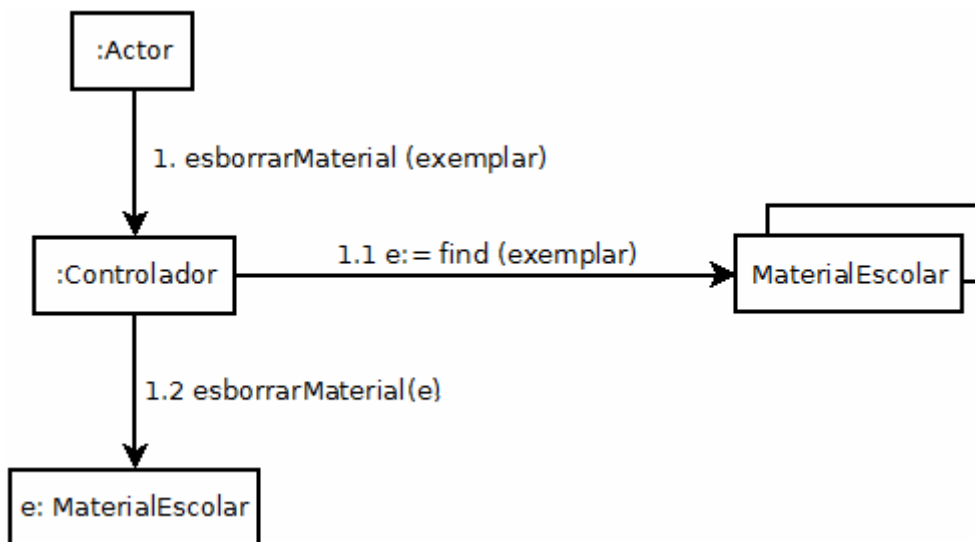 :Actor
1. esborrarMaterial (exemplar)
1.1 e:= find (exemplar)
:Controlador
MaterialEscolar
1.2 esborrarMaterial(e)
e: MaterialEscolar